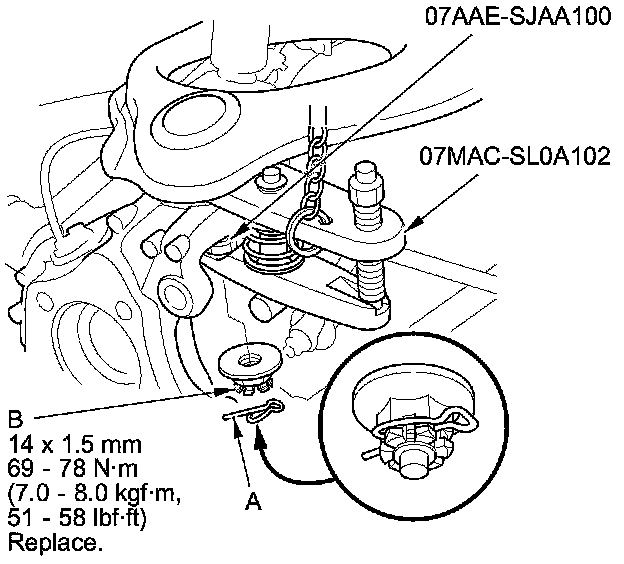 07AAE-SJAA100
07MAC-SL0A102
B
14 x 1.5 mm
69 - 78 N·m
(7.0 - 8.0 kgf·m,
51 - 58 lbf·ft)
Replace.
A